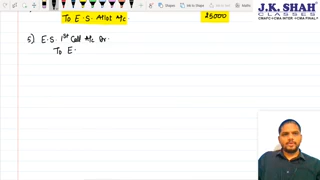 To E. S. Allot A/c.
25000
5) E. S. 1st Call A/c Dr.
To E.
J.K. SHAH®
CLASSES